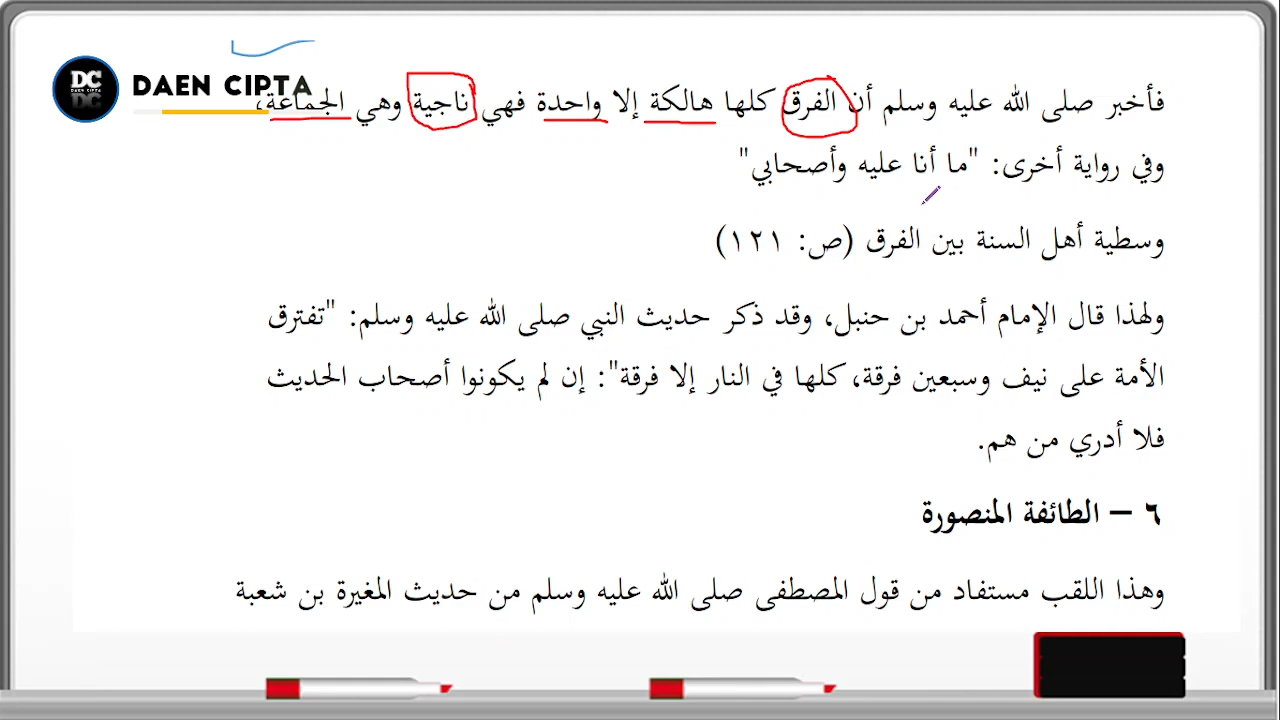 DC
DAEN CIPTA
DAEN CIPTA
فأخبر صلى الله عليه وسلم أن الفرق كلها هالكة إلا واحدة فهي ناجية وهي الجماعة،
وفي رواية أخرى: "ما أنا عليه وأصحابي"
وسطية أهل السنة بين الفرق (ص: ١٢١)
ولهذا قال الإمام أحمد بن حنبل، وقد ذكر حديث النبي صلى الله عليه وسلم: "تفترق
الأمة على نيف وسبعين فرقة، كلها في النار إلا فرقة": إن لم يكونوا أصحاب الحديث
فلا أدري من هم.
٦ – الطائفة المنصورة
وهذا اللقب مستفاد من قول المصطفى صلى الله عليه وسلم من حديث المغيرة بن شعبة